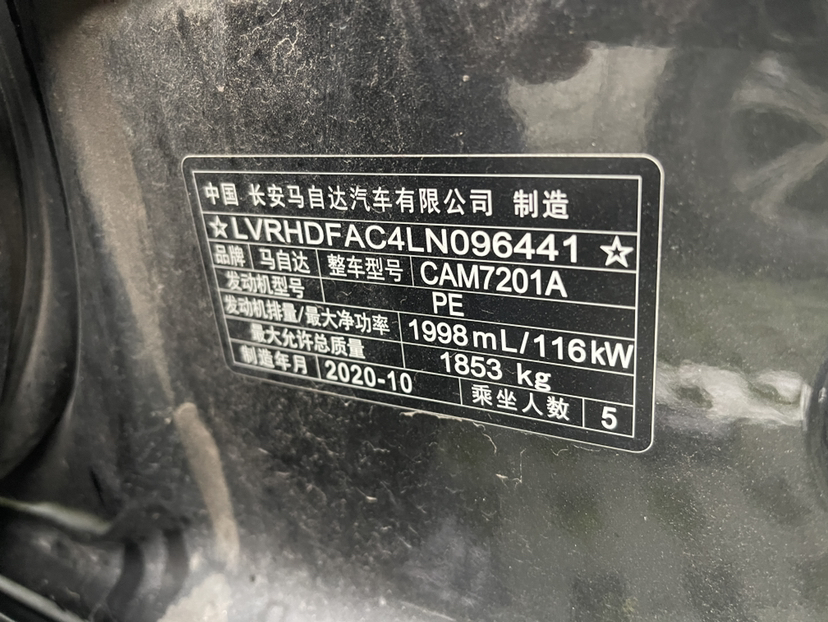 中国 长安马自达汽车有限公司 制造
☆LVRHDFAC4LN096441☆
品牌 马自达 整车型号 CAM7201A
发动机型号 PE
发动机排量/最大净功率 1998mL/116kW
最大允许总质量 1853 kg
制造年月 2020-10 乘坐人数 5